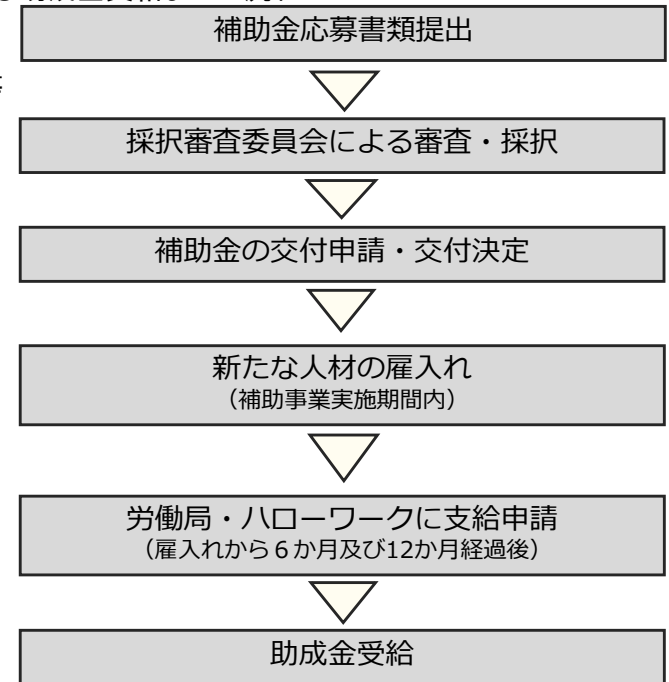 補助金応募書類提出
採択審査委員会による審査・採択
補助金の交付申請・交付決定
新たな人材の雇入れ
（補助事業実施期間内）
労働局・ハローワークに支給申請
（雇入れから６か月及び12か月経過後）
助成金受給